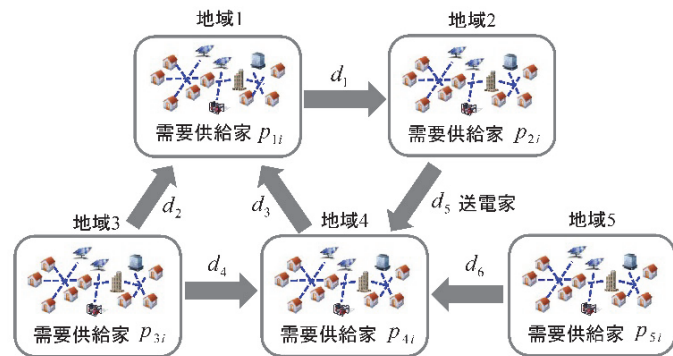 地域1
地域2
d1
需要供給家 p1i
需要供給家 p2i
d2
d3
d5 送電家
地域3
地域4
地域5
d4
d6
需要供給家 p3i
需要供給家 p4i
需要供給家 p5i